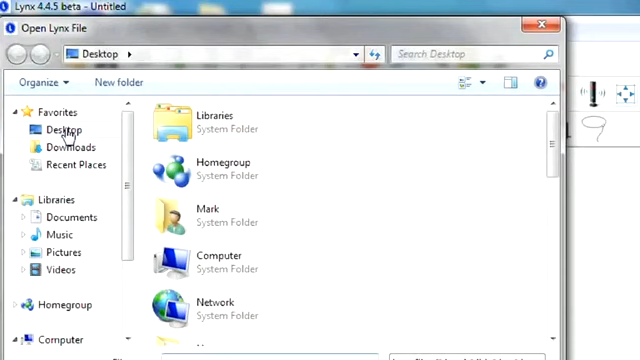 Lynx 4.4.5 beta - Untitled
Open Lynx File
Desktop
Search Desktop
Organize
New folder
Favorites
Desktop
Downloads
Recent Places
Libraries
Documents
Music
Pictures
Videos
Homegroup
Computer
Libraries
System Folder
Homegroup
System Folder
Mark
System Folder
Computer
System Folder
Network
System Folder
9